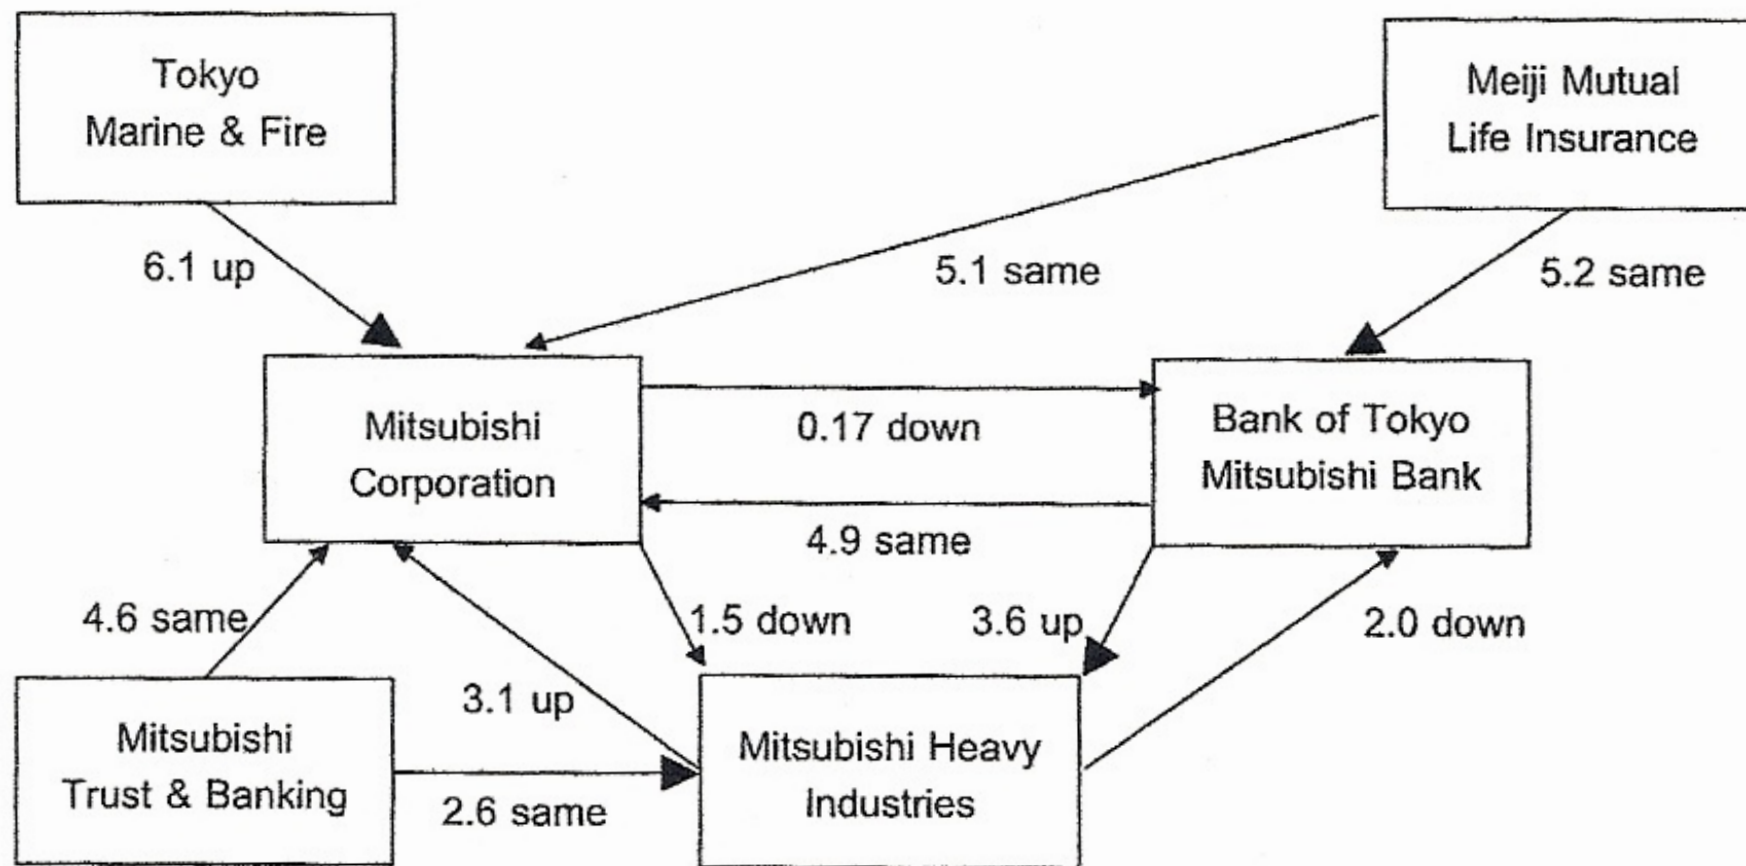 Tokyo
Marine & Fire
Meiji Mutual
Life Insurance
6.1 up
5.1 same
5.2 same
Mitsubishi
Corporation
0.17 down
4.9 same
Bank of Tokyo
Mitsubishi Bank
4.6 same
1.5 down
3.6 up
2.0 down
3.1 up
Mitsubishi
Trust & Banking
2.6 same
Mitsubishi Heavy
Industries